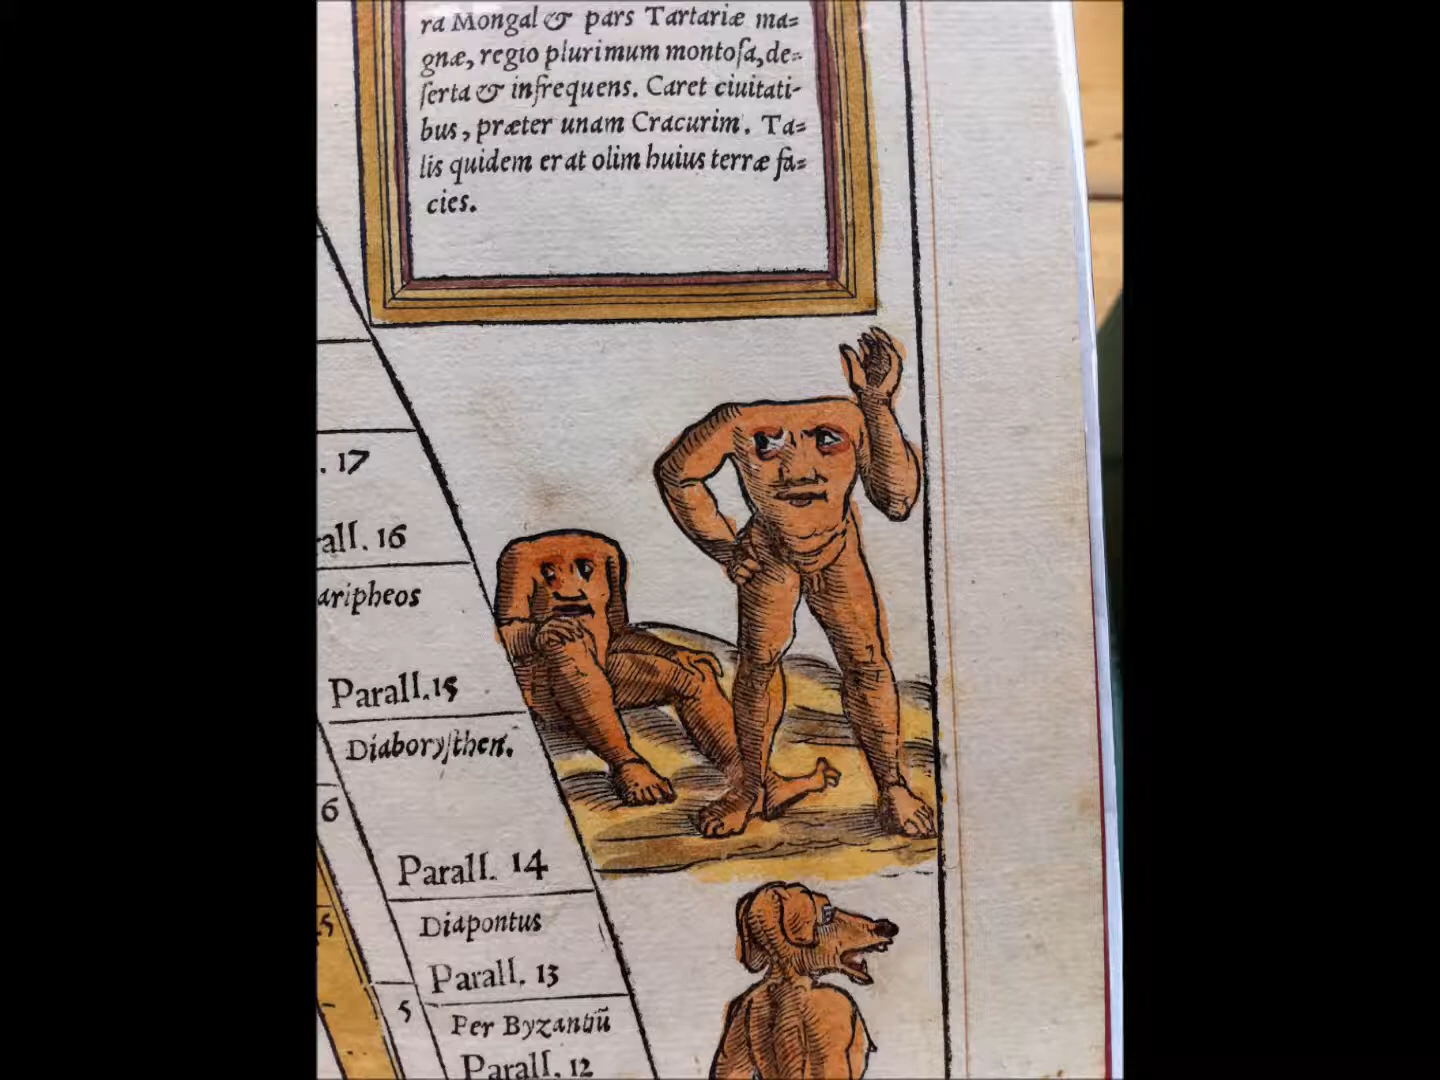 ra Mongal & pars Tartariæ ma=
gnæ, regio plurimum montoſa, de=
ſerta & infrequens. Caret ciuitati-
bus, præter unam Cracurim. Ta=
lis quidem erat olim huius terræ fa=
cies.
. 17
rall. 16
aripheos
Parall. 15
Diaboryſthen.
6
Parall. 14
Diapontus
5
Parall. 13
5
Per Byzantiũ
Parall. 12